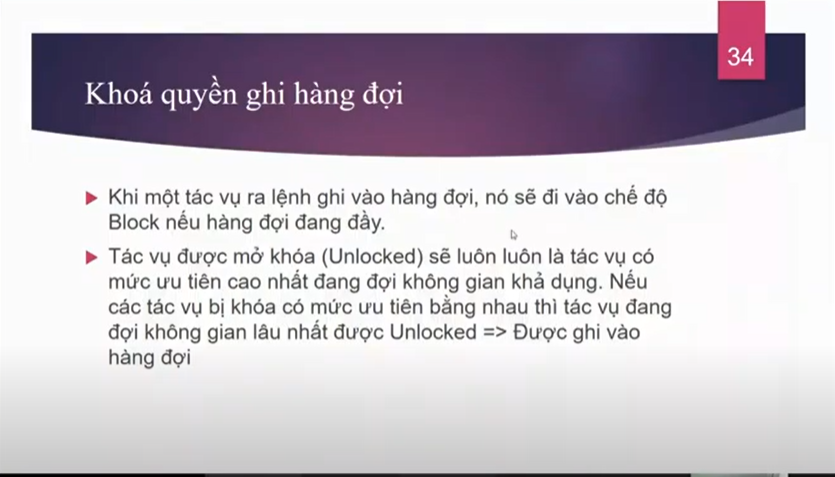 34
Khoá quyền ghi hàng đợi
Khi một tác vụ ra lệnh ghi vào hàng đợi, nó sẽ đi vào chế độ
Block nếu hàng đợi đang đầy.
Tác vụ được mở khóa (Unlocked) sẽ luôn luôn là tác vụ có
mức ưu tiên cao nhất đang đợi không gian khả dụng. Nếu
các tác vụ bị khóa có mức ưu tiên bằng nhau thì tác vụ đang
đợi không gian lâu nhất được Unlocked => Được ghi vào
hàng đợi